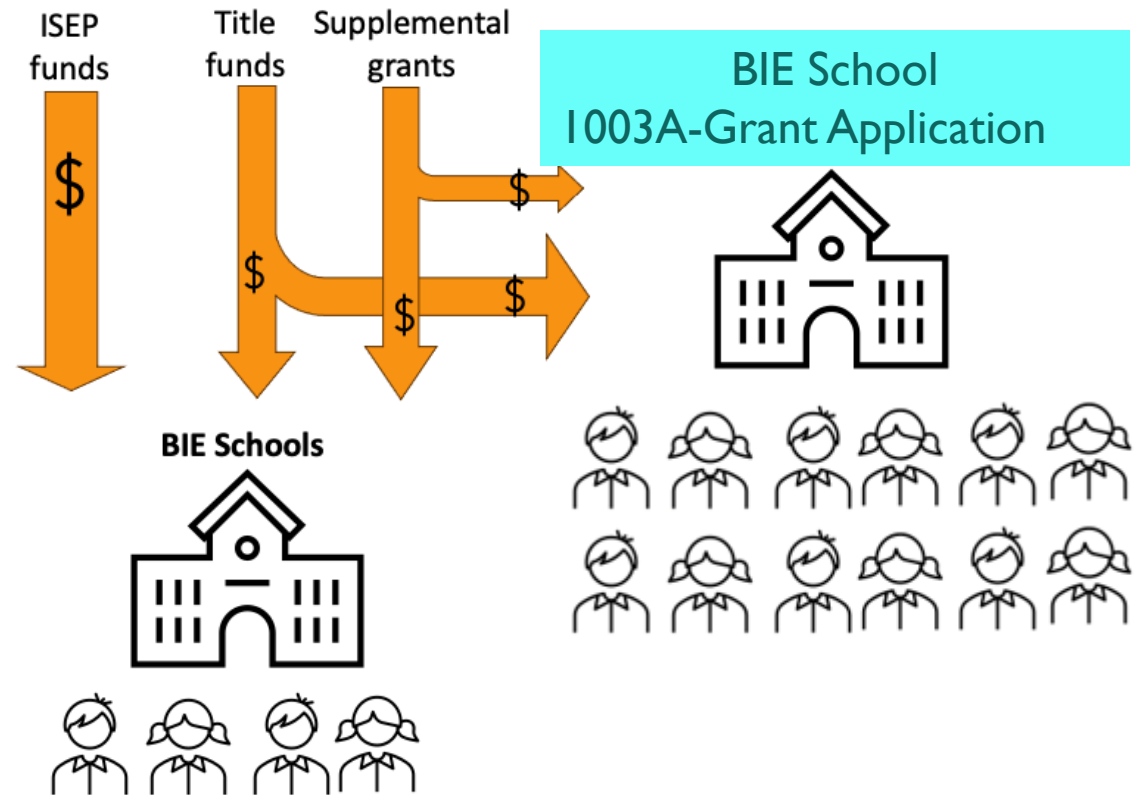 ISEP
funds
Title
funds
Supplemental
grants
BIE School
1003A-Grant Application
$
$
$
$
$
BIE Schools